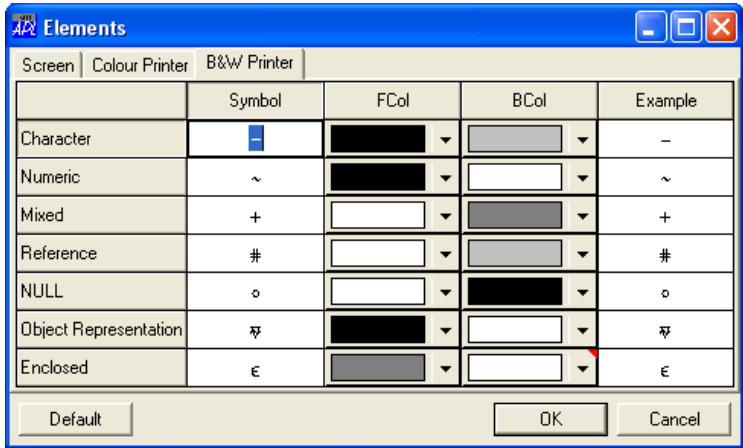 APL Elements
Screen Colour Printer B&W Printer
Symbol FCol BCol Example
Character − −
Numeric ~ ~
Mixed + +
Reference # #
NULL ∘ ∘
Object Representation ⍫ ⍫
Enclosed ∊ ∊
Default OK Cancel